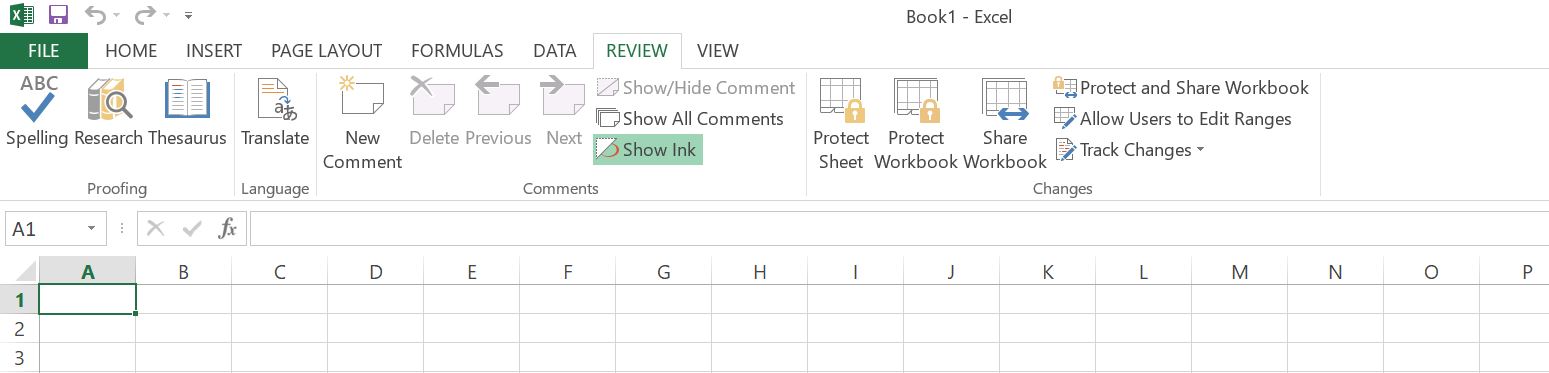 Book1 - Excel
FILE HOME INSERT PAGE LAYOUT FORMULAS DATA REVIEW VIEW
ABC
Spelling Research Thesaurus
Proofing
Translate
Language
New
Comment
Delete Previous Next
Show/Hide Comment
Show All Comments
Show Ink
Comments
Protect
Sheet
Protect
Workbook
Share
Workbook
Protect and Share Workbook
Allow Users to Edit Ranges
Track Changes
Changes
A1 fx
A B C D E F G H I J K L M N O P
1
2
3